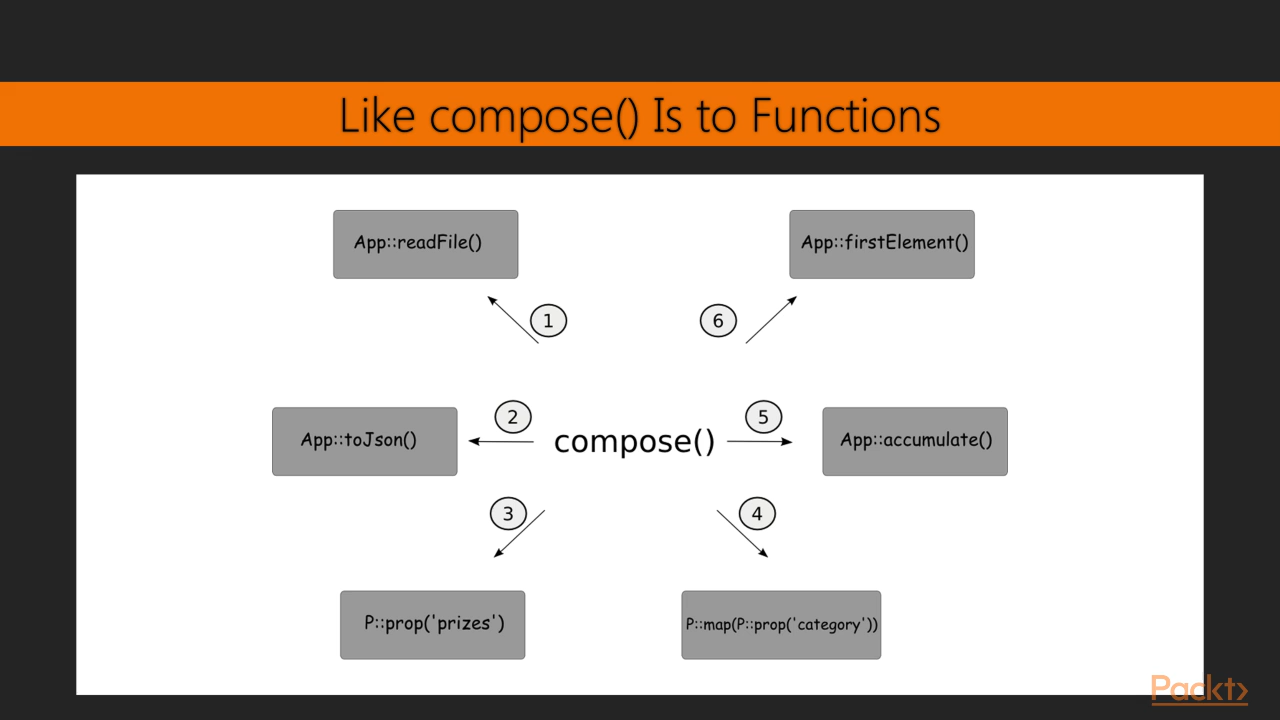 Like compose() Is to Functions
App::readFile()
App::firstElement()
1
6
2
5
App::toJson()
compose()
App::accumulate()
3
4
P::prop('prizes')
P::map(P::prop('category'))
Packt>